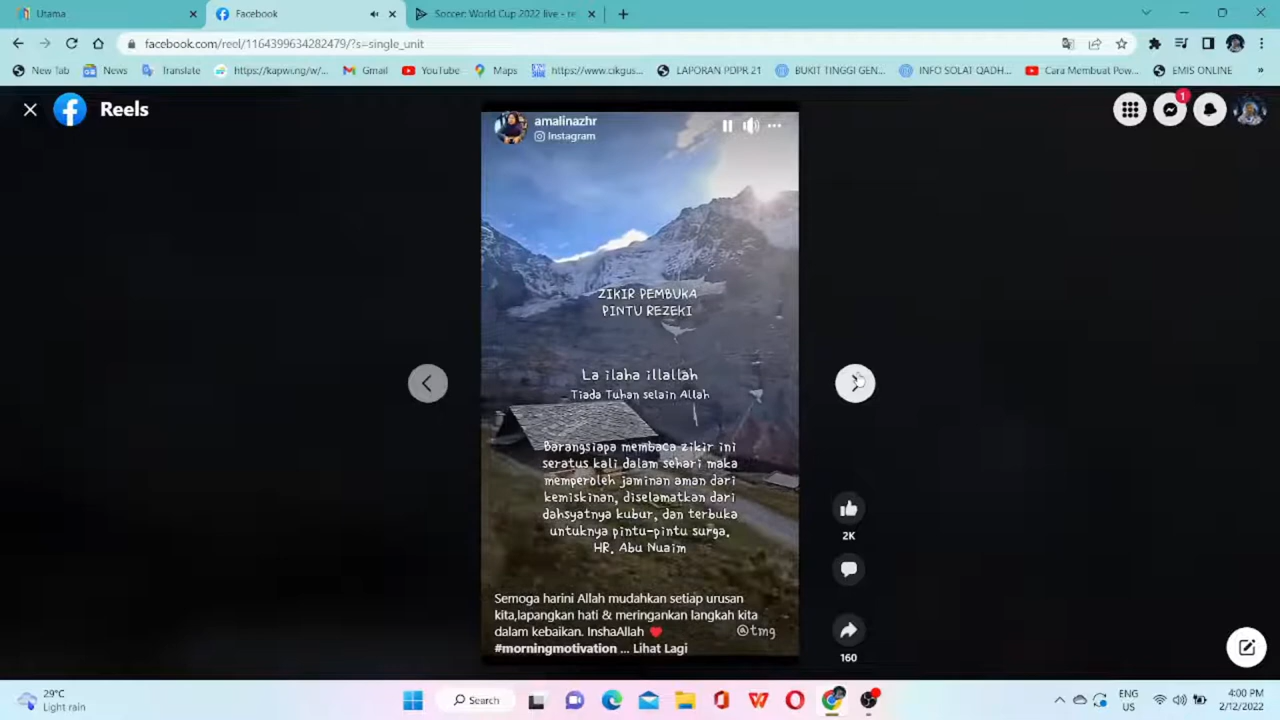 Utama
Facebook
Soccer: World Cup 2022 live - re
facebook.com/reel/1164399634282479/?s=single_unit
New Tab
News
Translate
https://kapwi.ng/w/...
Gmail
YouTube
Maps
https://www.cikgus...
LAPORAN PDPR 21
BUKIT TINGGI GEN...
INFO SOLAT QADH...
Cara Membuat Pow...
EMIS ONLINE
»
Reels
1
amalinazhr
Instagram
ZIKIR PEMBUKA
PINTU REZEKI
La ilaha illallah
Tiada Tuhan selain Allah
Barangsiapa membaca zikir ini
seratus kali dalam sehari maka
memperoleh jaminan aman dari
kemiskinan, diselamatkan dari
dahsyatnya kubur, dan terbuka
untuknya pintu-pintu surga.
HR. Abu Nuaim
Semoga harini Allah mudahkan setiap urusan
kita,lapangkan hati & meringankan langkah kita
dalam kebaikan. InshaAllah ❤
@tmg
#morningmotivation ... Lihat Lagi
2K
160
29°C
Light rain
Search
ENG
US
4:00 PM
2/12/2022